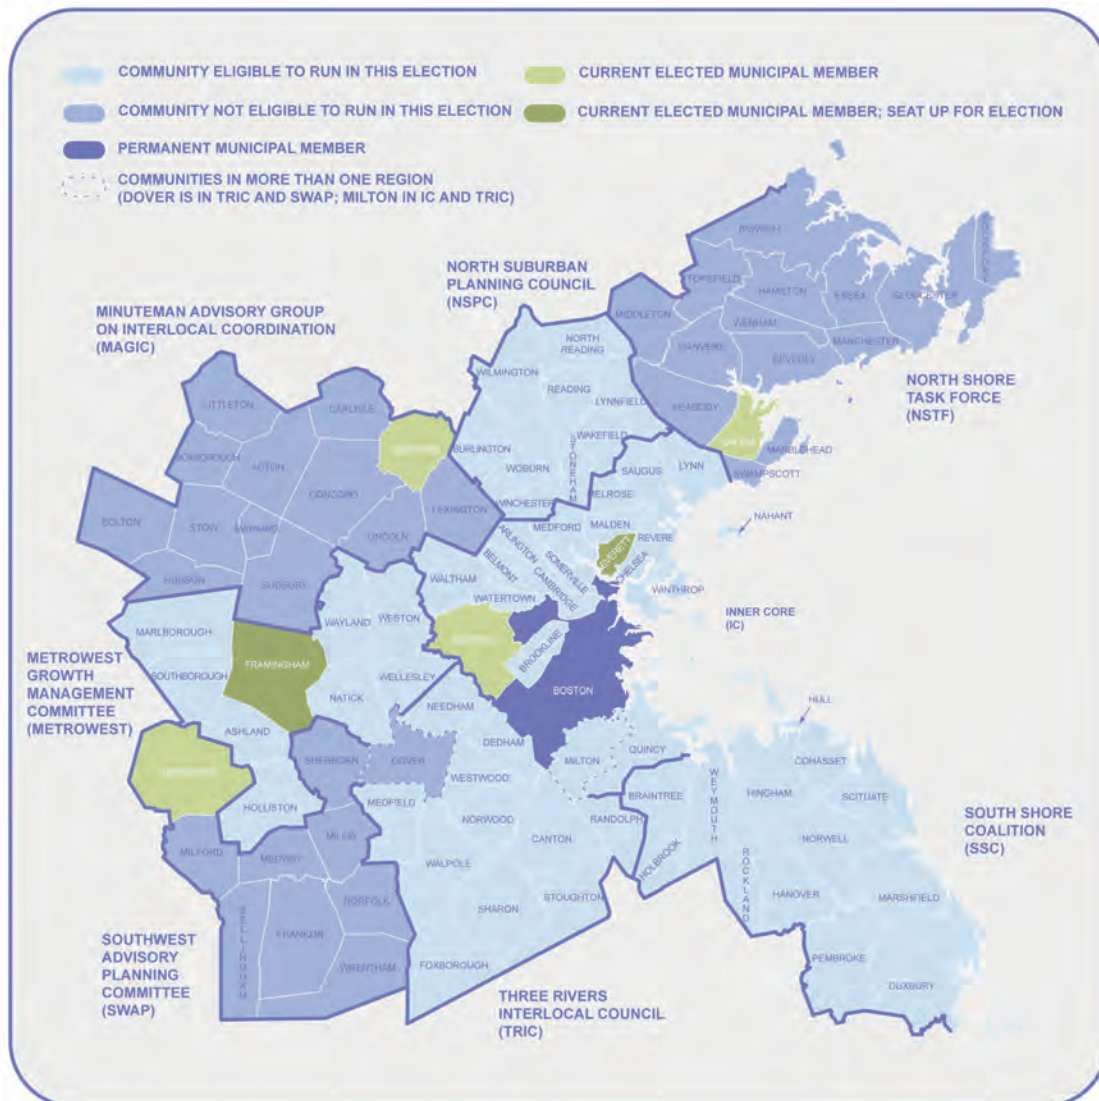 COMMUNITY ELIGIBLE TO RUN IN THIS ELECTION
CURRENT ELECTED MUNICIPAL MEMBER
COMMUNITY NOT ELIGIBLE TO RUN IN THIS ELECTION
CURRENT ELECTED MUNICIPAL MEMBER; SEAT UP FOR ELECTION
PERMANENT MUNICIPAL MEMBER
COMMUNITIES IN MORE THAN ONE REGION
(DOVER IS IN TRIC AND SWAP; MILTON IN IC AND TRIC)
NORTH SUBURBAN
PLANNING COUNCIL
(NSPC)
MINUTEMAN ADVISORY GROUP
ON INTERLOCAL COORDINATION
(MAGIC)
NORTH SHORE
TASK FORCE
(NSTF)
IPSWICH
TOPSFIELD
HAMILTON
ESSEX
GLOUCESTER
MIDDLETON
WENHAM
MANCHESTER
DANVERS
BEVERLY
PEABODY
MARBLEHEAD
SWAMPSCOTT
NORTH
READING
WILMINGTON
READING
LYNNFIELD
WAKEFIELD
BURLINGTON
WOBURN
STONEHAM
WINCHESTER
LITTLETON
CARLISLE
BOXBOROUGH
ACTON
CONCORD
LEXINGTON
BOLTON
STOW
MAYNARD
LINCOLN
HUDSON
SUDBURY
SAUGUS
LYNN
MELROSE
NAHANT
MEDFORD
MALDEN
REVERE
ARLINGTON
EVERETT
BELMONT
SOMERVILLE
CHELSEA
WALTHAM
CAMBRIDGE
WINTHROP
WATERTOWN
INNER CORE
(IC)
BROOKLINE
BOSTON
METROWEST
GROWTH
MANAGEMENT
COMMITTEE
(METROWEST)
MARLBOROUGH
WAYLAND
WESTON
SOUTHBOROUGH
FRAMINGHAM
WELLESLEY
NATICK
ASHLAND
HOLLISTON
NEEDHAM
DEDHAM
MILTON
QUINCY
HULL
SHERBORN
DOVER
WESTWOOD
MEDFIELD
NORWOOD
CANTON
RANDOLPH
WALPOLE
STOUGHTON
SHARON
FOXBOROUGH
BRAINTREE
WEYMOUTH
HINGHAM
COHASSET
SCITUATE
HOLBROOK
NORWELL
ROCKLAND
HANOVER
MARSHFIELD
PEMBROKE
DUXBURY
SOUTH SHORE
COALITION
(SSC)
MILFORD
MEDWAY
MILLIS
NORFOLK
BELLINGHAM
FRANKLIN
WRENTHAM
SOUTHWEST
ADVISORY
PLANNING
COMMITTEE
(SWAP)
THREE RIVERS
INTERLOCAL COUNCIL
(TRIC)